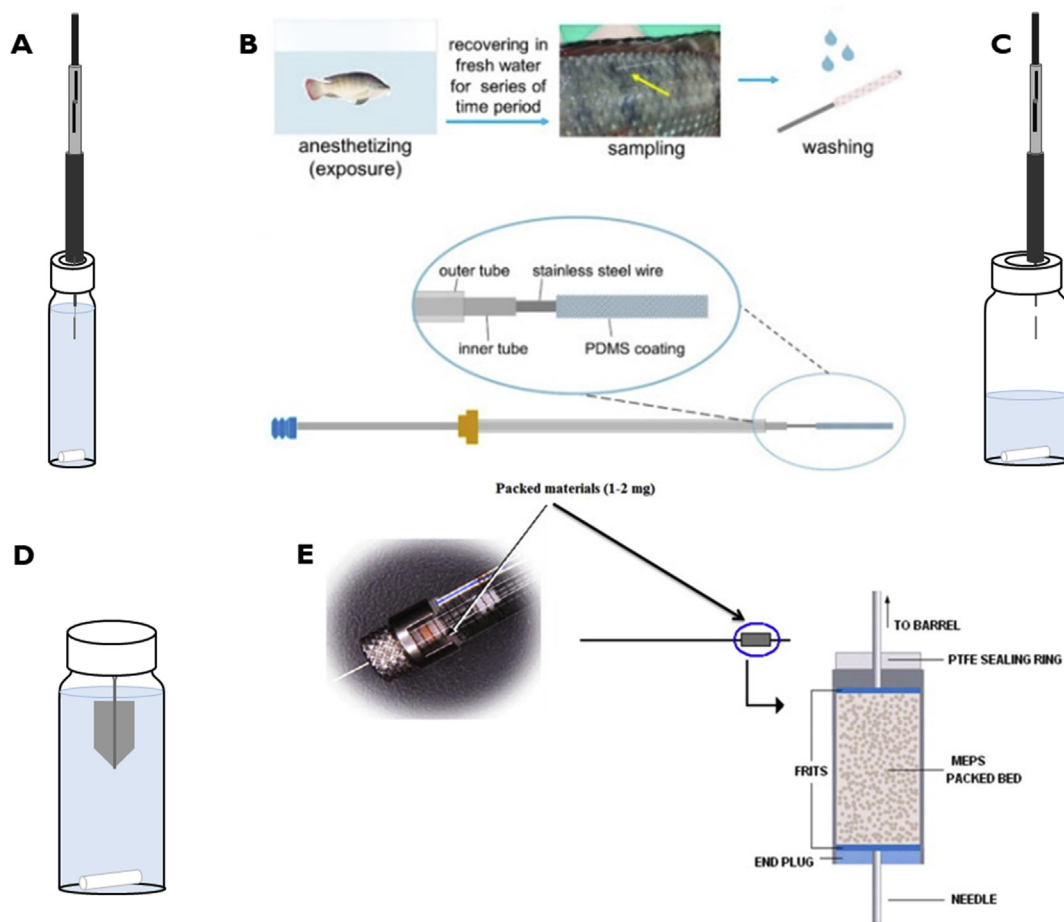 A
B
C
recovering in
fresh water
for series of
time period
anesthetizing
(exposure)
sampling
washing
outer tube
stainless steel wire
inner tube
PDMS coating
Packed materials (1-2 mg)
D
E
TO BARREL
PTFE SEALING RING
FRITS
MEPS
PACKED BED
END PLUG
NEEDLE